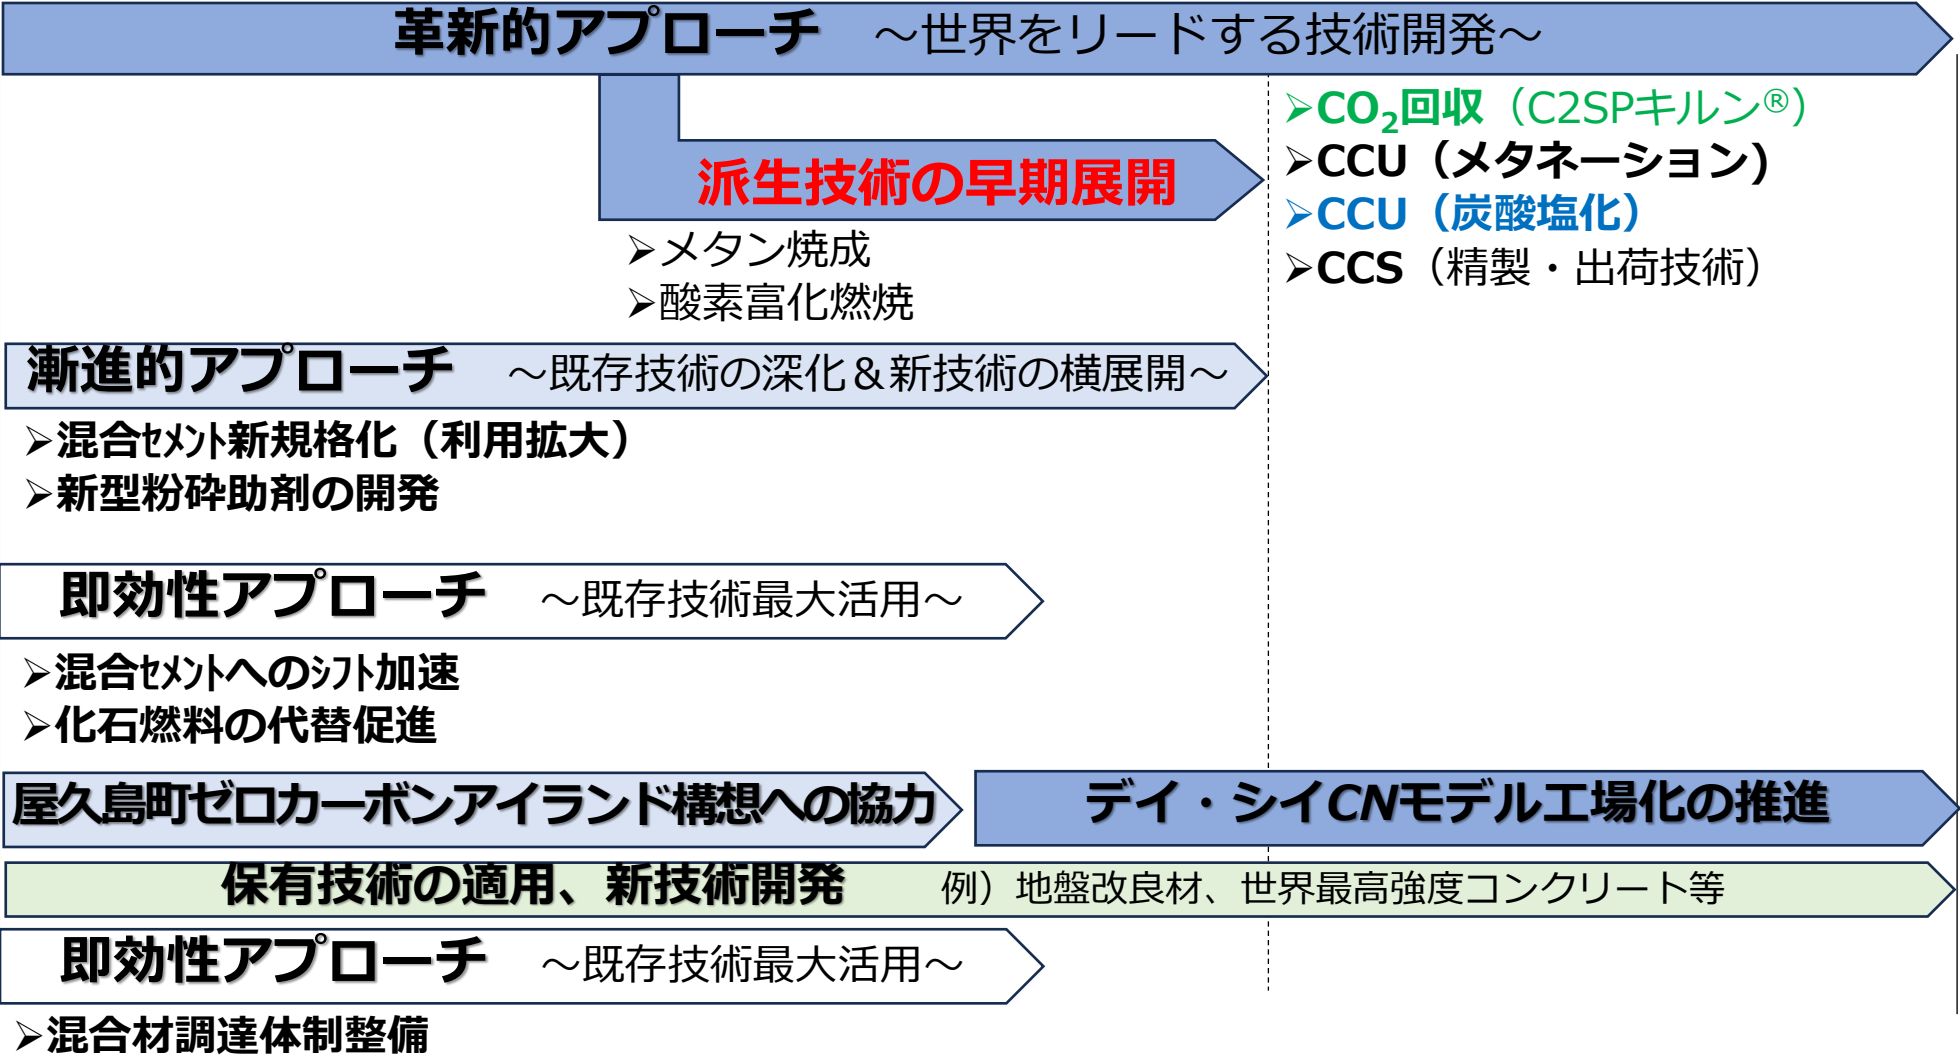 革新的アプローチ　～世界をリードする技術開発～
➢CO₂回収（C2SPキルン®）
➢CCU（メタネーション)
➢CCU（炭酸塩化）
➢CCS（精製・出荷技術）
派生技術の早期展開
➢メタン焼成
➢酸素富化燃焼
漸進的アプローチ　～既存技術の深化＆新技術の横展開～
➢混合ｾﾒﾝﾄ新規格化（利用拡大）
➢新型粉砕助剤の開発
即効性アプローチ　～既存技術最大活用～
➢混合ｾﾒﾝﾄへのｼﾌﾄ加速
➢化石燃料の代替促進
屋久島町ゼロカーボンアイランド構想への協力
デイ・シイCNモデル工場化の推進
保有技術の適用、新技術開発　例）地盤改良材、世界最高強度コンクリート等
即効性アプローチ　～既存技術最大活用～
➢混合材調達体制整備